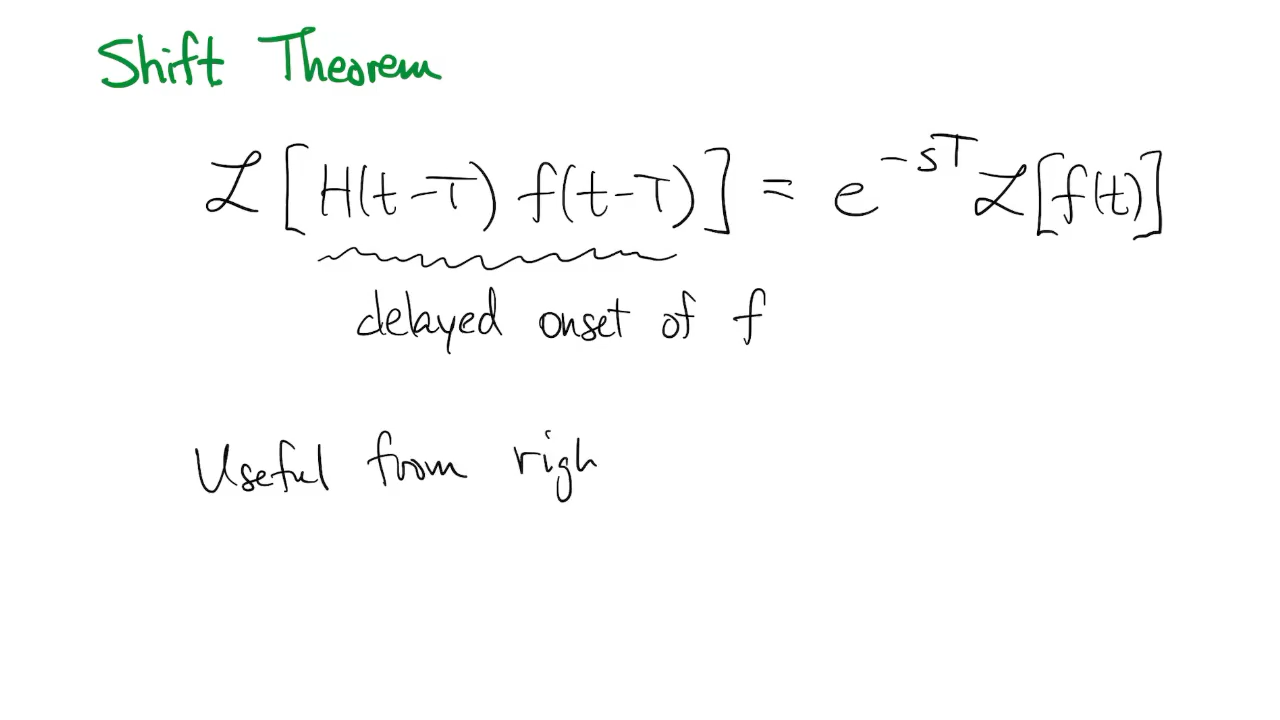 Shift Theorem
ℒ[H(t-T) f(t-T)] = e^{-sT} ℒ[f(t)]
delayed onset of f
Useful from righ